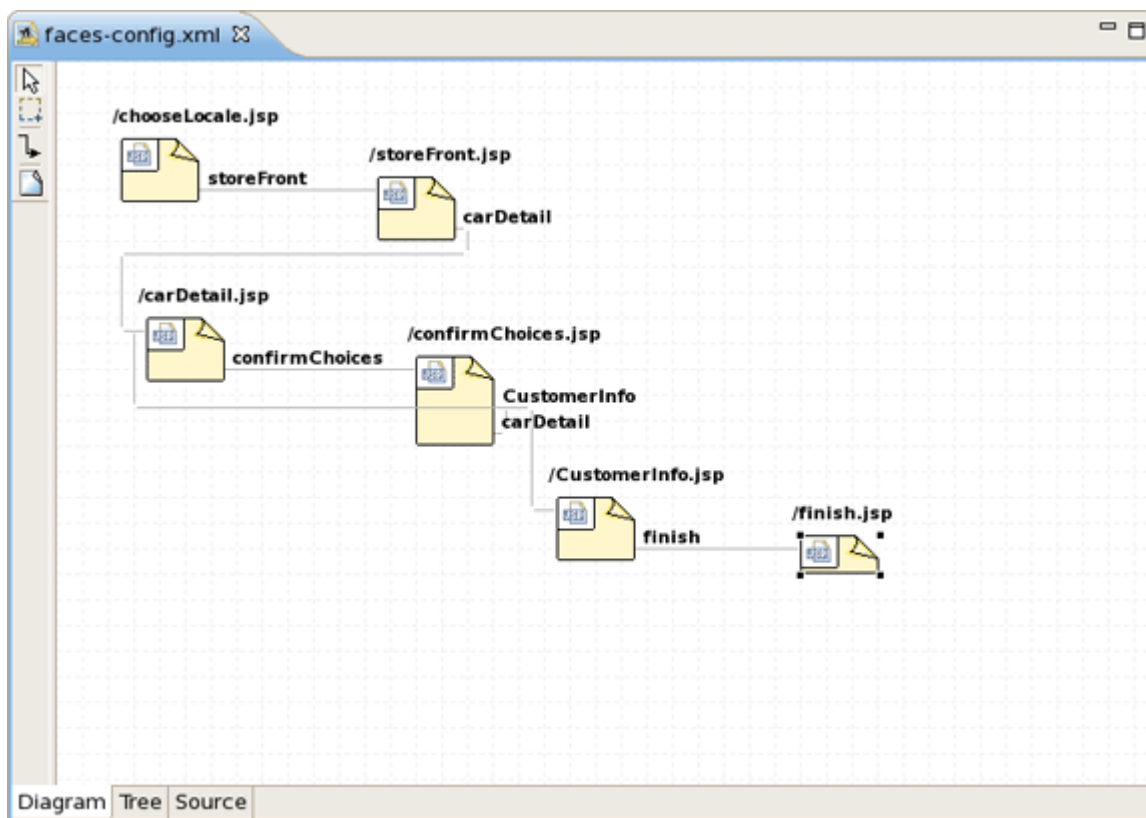 faces-config.xml
/chooseLocale.jsp
storeFront
/storeFront.jsp
carDetail
/carDetail.jsp
confirmChoices
/confirmChoices.jsp
CustomerInfo
carDetail
/CustomerInfo.jsp
finish
/finish.jsp
Diagram Tree Source